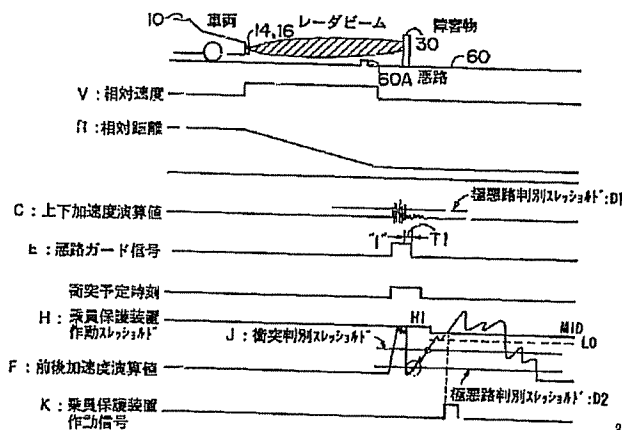 10 車両 14,16 レーダビーム 障害物
30
60
60A 悪路
V:相対速度
R:相対距離
C:上下加速度演算値 極悪路判別スレッショルド:D1
E:悪路ガード信号 "1" T1
衝突予定時刻
H:乗員保護装置
作動スレッショルド
HI
MID
LO
J:衝突判別スレッショルド
F:前後加速度演算値
極悪路判別スレッショルド:D2
K:乗員保護装置
作動信号